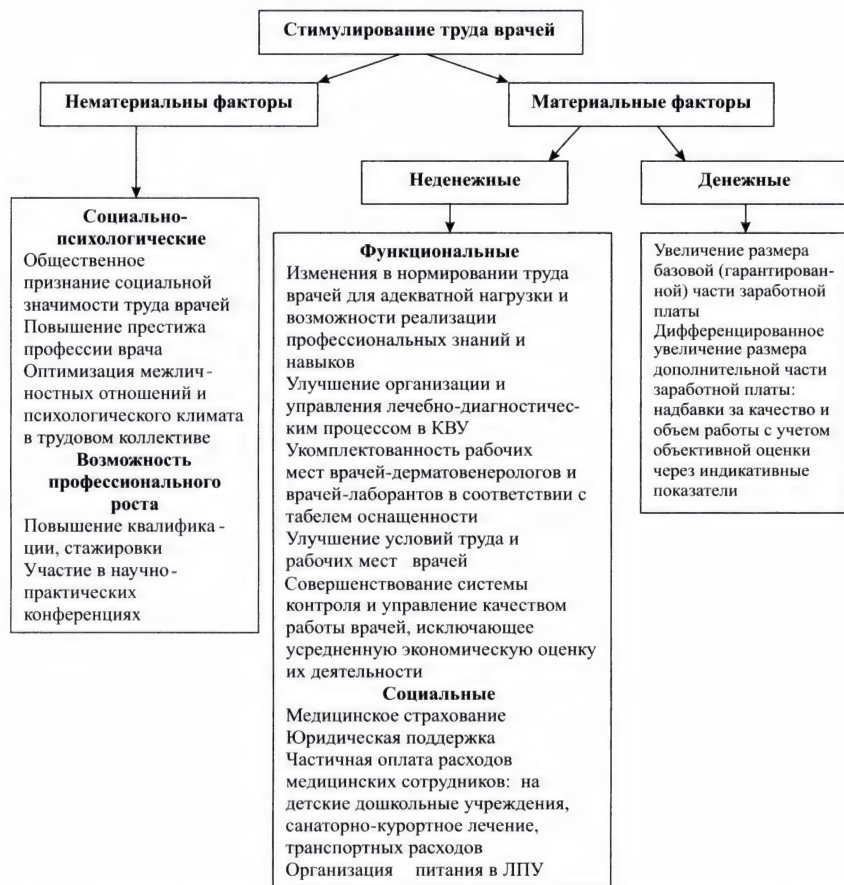 Стимулирование труда врачей
Нематериальны факторы
Материальные факторы
Неденежные
Денежные
Социально-
психологические
Общественное
признание социальной
значимости труда врачей
Повышение престижа
профессии врача
Оптимизация межлич-
ностных отношений и
психологического климата
в трудовом коллективе
Возможность
профессионального
роста
Повышение квалифика -
ции, стажировки
Участие в научно-
практических
конференциях
Функциональные
Изменения в нормировании труда
врачей для адекватной нагрузки и
возможности реализации
профессиональных знаний и
навыков
Улучшение организации и
управления лечебно-диагностичес-
ким процессом в КВУ
Укомплектованность рабочих
мест врачей-дерматовенерологов и
врачей-лаборантов в соответствии с
табелем оснащенности
Улучшение условий труда и
рабочих мест врачей
Совершенствование системы
контроля и управление качеством
работы врачей, исключающее
усредненную экономическую оценку
их деятельности
Социальные
Медицинское страхование
Юридическая поддержка
Частичная оплата расходов
медицинских сотрудников: на
детские дошкольные учреждения,
санаторно-курортное лечение,
транспортных расходов
Организация питания в ЛПУ
Увеличение размера
базовой (гарантирован-
ной) части заработной
платы
Дифференцированное
увеличение размера
дополнительной части
заработной платы:
надбавки за качество и
объем работы с учетом
объективной оценки
через индикативные
показатели